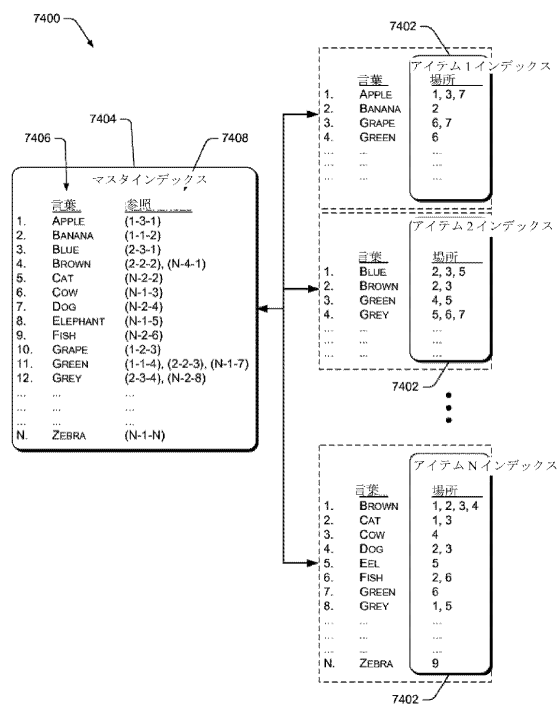 7400
7404
7406
7408
マスタインデックス
言葉 参照
1. APPLE (1-3-1)
2. BANANA (1-1-2)
3. BLUE (2-3-1)
4. BROWN (2-2-2), (N-4-1)
5. CAT (N-2-2)
6. COW (N-1-3)
7. DOG (N-2-4)
8. ELEPHANT (N-1-5)
9. FISH (N-2-6)
10. GRAPE (1-2-3)
11. GREEN (1-1-4), (2-2-3), (N-1-7)
12. GREY (2-3-4), (N-2-8)
... ... ...
... ... ...
N. ZEBRA (N-1-N)
7402
アイテム1インデックス
言葉 場所
1. APPLE 1, 3, 7
2. BANANA 2
3. GRAPE 6, 7
4. GREEN 6
... ... ...
... ...
アイテム2インデックス
言葉 場所
1. BLUE 2, 3, 5
2. BROWN 2, 3
3. GREEN 4, 5
4. GREY 5, 6, 7
... ... ...
... ... ...
... ...
7402
アイテムNインデックス
言葉 場所
1. BROWN 1, 2, 3, 4
2. CAT 1, 3
3. COW 4
4. DOG 2, 3
5. EEL 5
6. FISH 2, 6
7. GREEN 6
8. GREY 1, 5
... ... ...
... ... ...
... ... ...
N. ZEBRA 9
7402